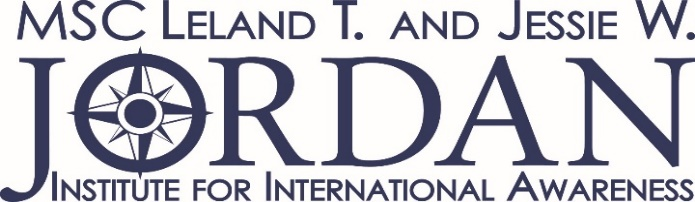 MSC LELAND T. AND JESSIE W.
JORDAN
INSTITUTE FOR INTERNATIONAL AWARENESS